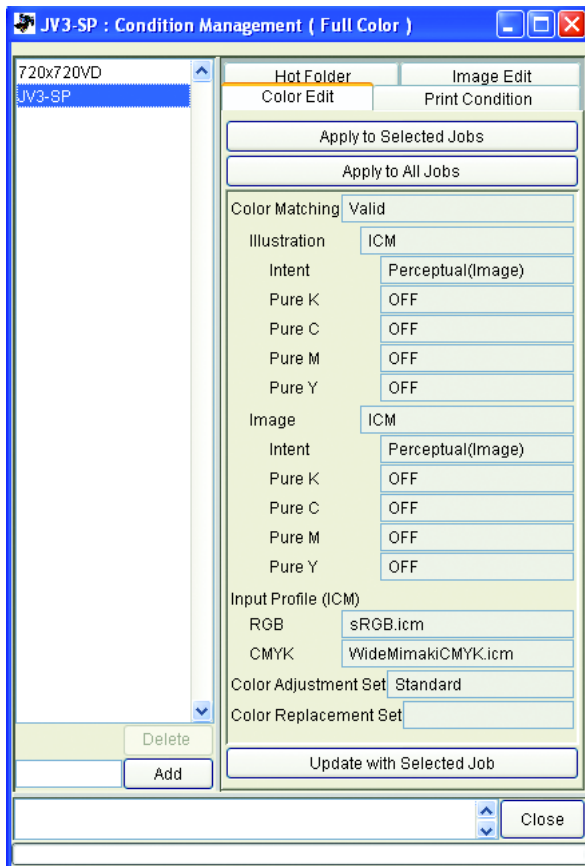 JV3-SP : Condition Management ( Full Color )
720x720VD
JV3-SP
Delete
Add
Hot Folder
Image Edit
Color Edit
Print Condition
Apply to Selected Jobs
Apply to All Jobs
Color Matching Valid
Illustration ICM
Intent Perceptual(Image)
Pure K OFF
Pure C OFF
Pure M OFF
Pure Y OFF
Image ICM
Intent Perceptual(Image)
Pure K OFF
Pure C OFF
Pure M OFF
Pure Y OFF
Input Profile (ICM)
RGB sRGB.icm
CMYK WideMimakiCMYK.icm
Color Adjustment Set Standard
Color Replacement Set
Update with Selected Job
Close